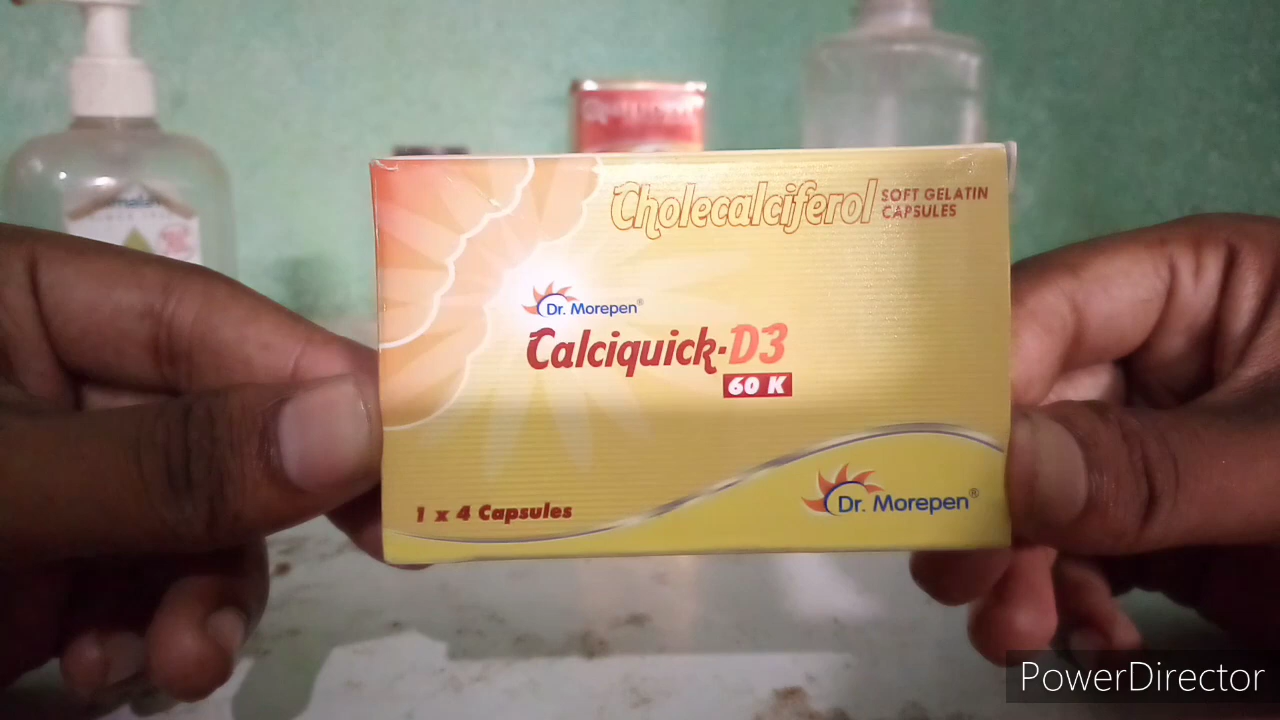 Cholecalciferol SOFT GELATIN
CAPSULES
Dr. Morepen®
Calciquick-D3
60 K
1 x 4 Capsules
Dr. Morepen®
PowerDirector